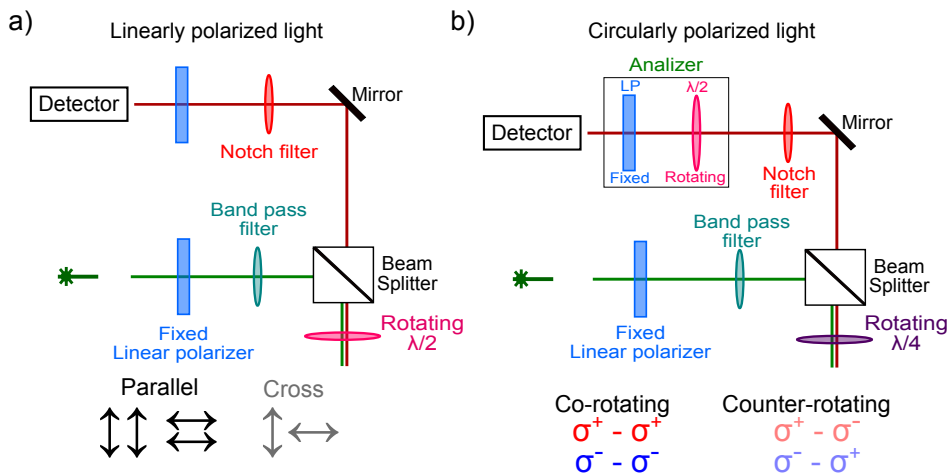 a)
Linearly polarized light
Detector
Mirror
Notch filter
Band pass
filter
Beam
Splitter
Fixed
Linear polarizer
Rotating
λ/2
Parallel
Cross
b)
Circularly polarized light
Analizer
LP
λ/2
Detector
Mirror
Fixed
Rotating
Notch
filter
Band pass
filter
Beam
Splitter
Fixed
Linear polarizer
Rotating
λ/4
Co-rotating
σ⁺ - σ⁺
σ⁻ - σ⁻
Counter-rotating
σ⁺ - σ⁻
σ⁻ - σ⁺